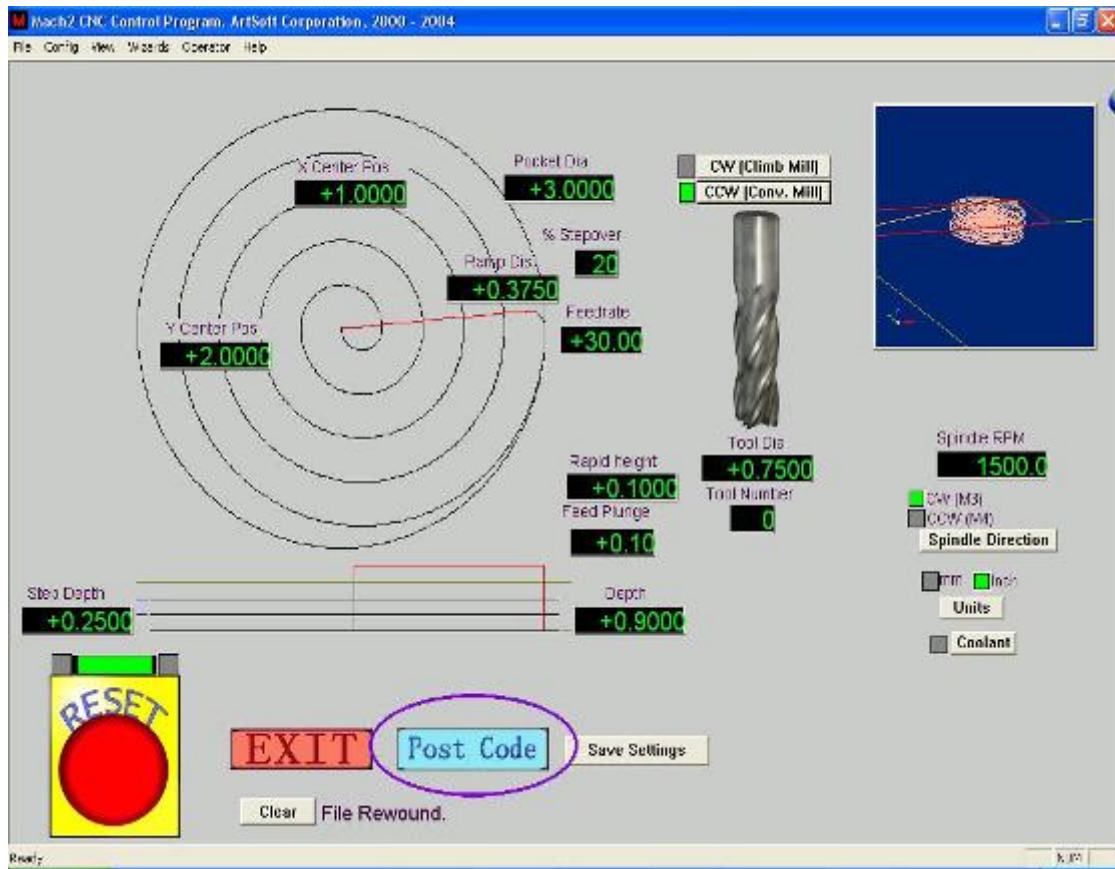 Mach2 CNC Control Program. ArtSoft Corporation, 2000 - 2004
File Config View Wizards Operator Help
X Center Pos
+1.0000
Pocket Dia
+3.0000
CW (Climb Mill)
CCW (Conv. Mill)
% Stepover
20
Ramp Dis.
+0.3750
Feedrate
+30.00
Y Center Pos
+2.0000
Tool Dia
+0.7500
Spindle RPM
1500.0
Rapid height
+0.1000
Tool Number
0
Feed Plunge
+0.10
CW (M3)
CCW (M4)
Spindle Direction
mm Inch
Units
Step Depth
+0.2500
Depth
+0.9000
Coolant
RESET
EXIT
Post Code
Save Settings
Clear
File Rewound.
Ready
NUM